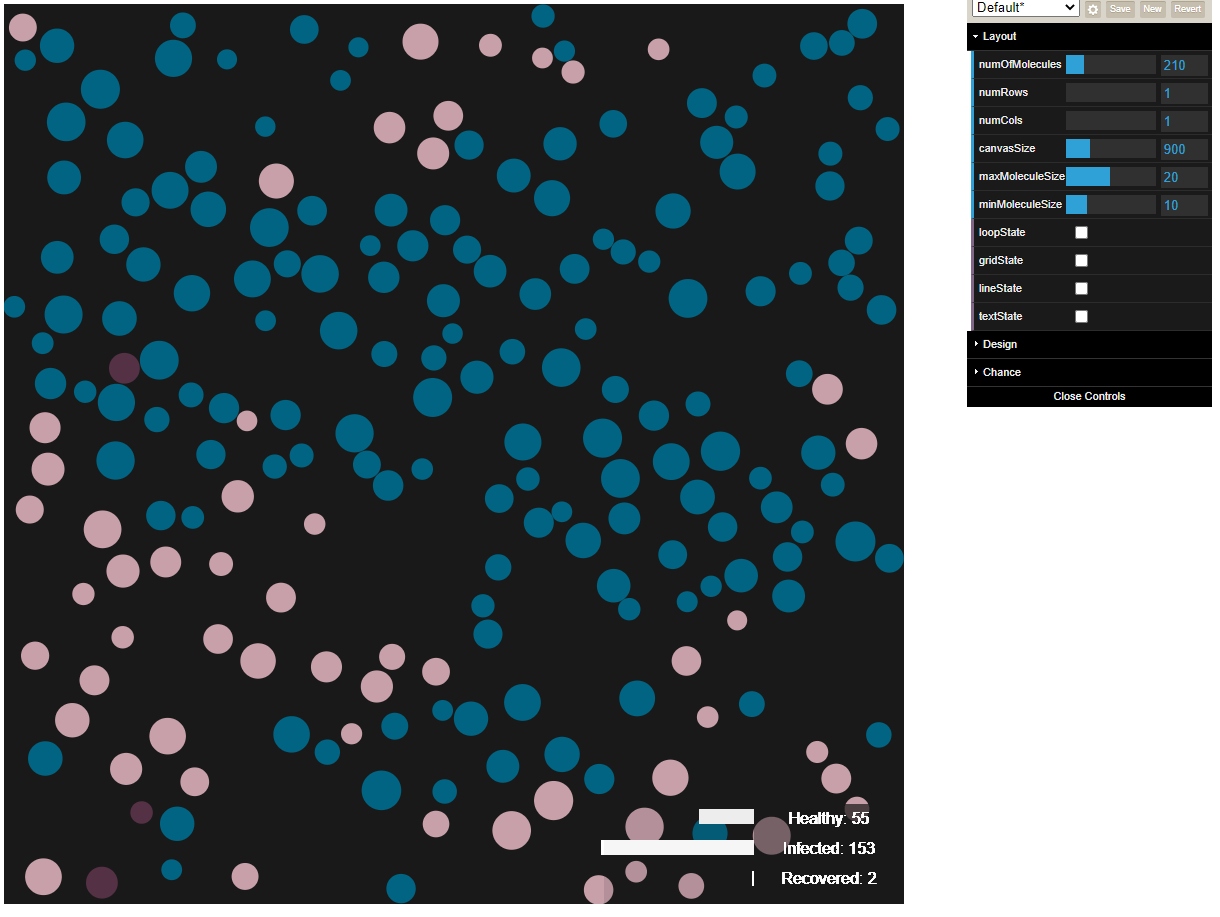 Default*
Save
New
Revert
Layout
numOfMolecules 210
numRows 1
numCols 1
canvasSize 900
maxMoleculeSize 20
minMoleculeSize 10
loopState
gridState
lineState
textState
Design
Chance
Close Controls
Healthy: 55
Infected: 153
Recovered: 2